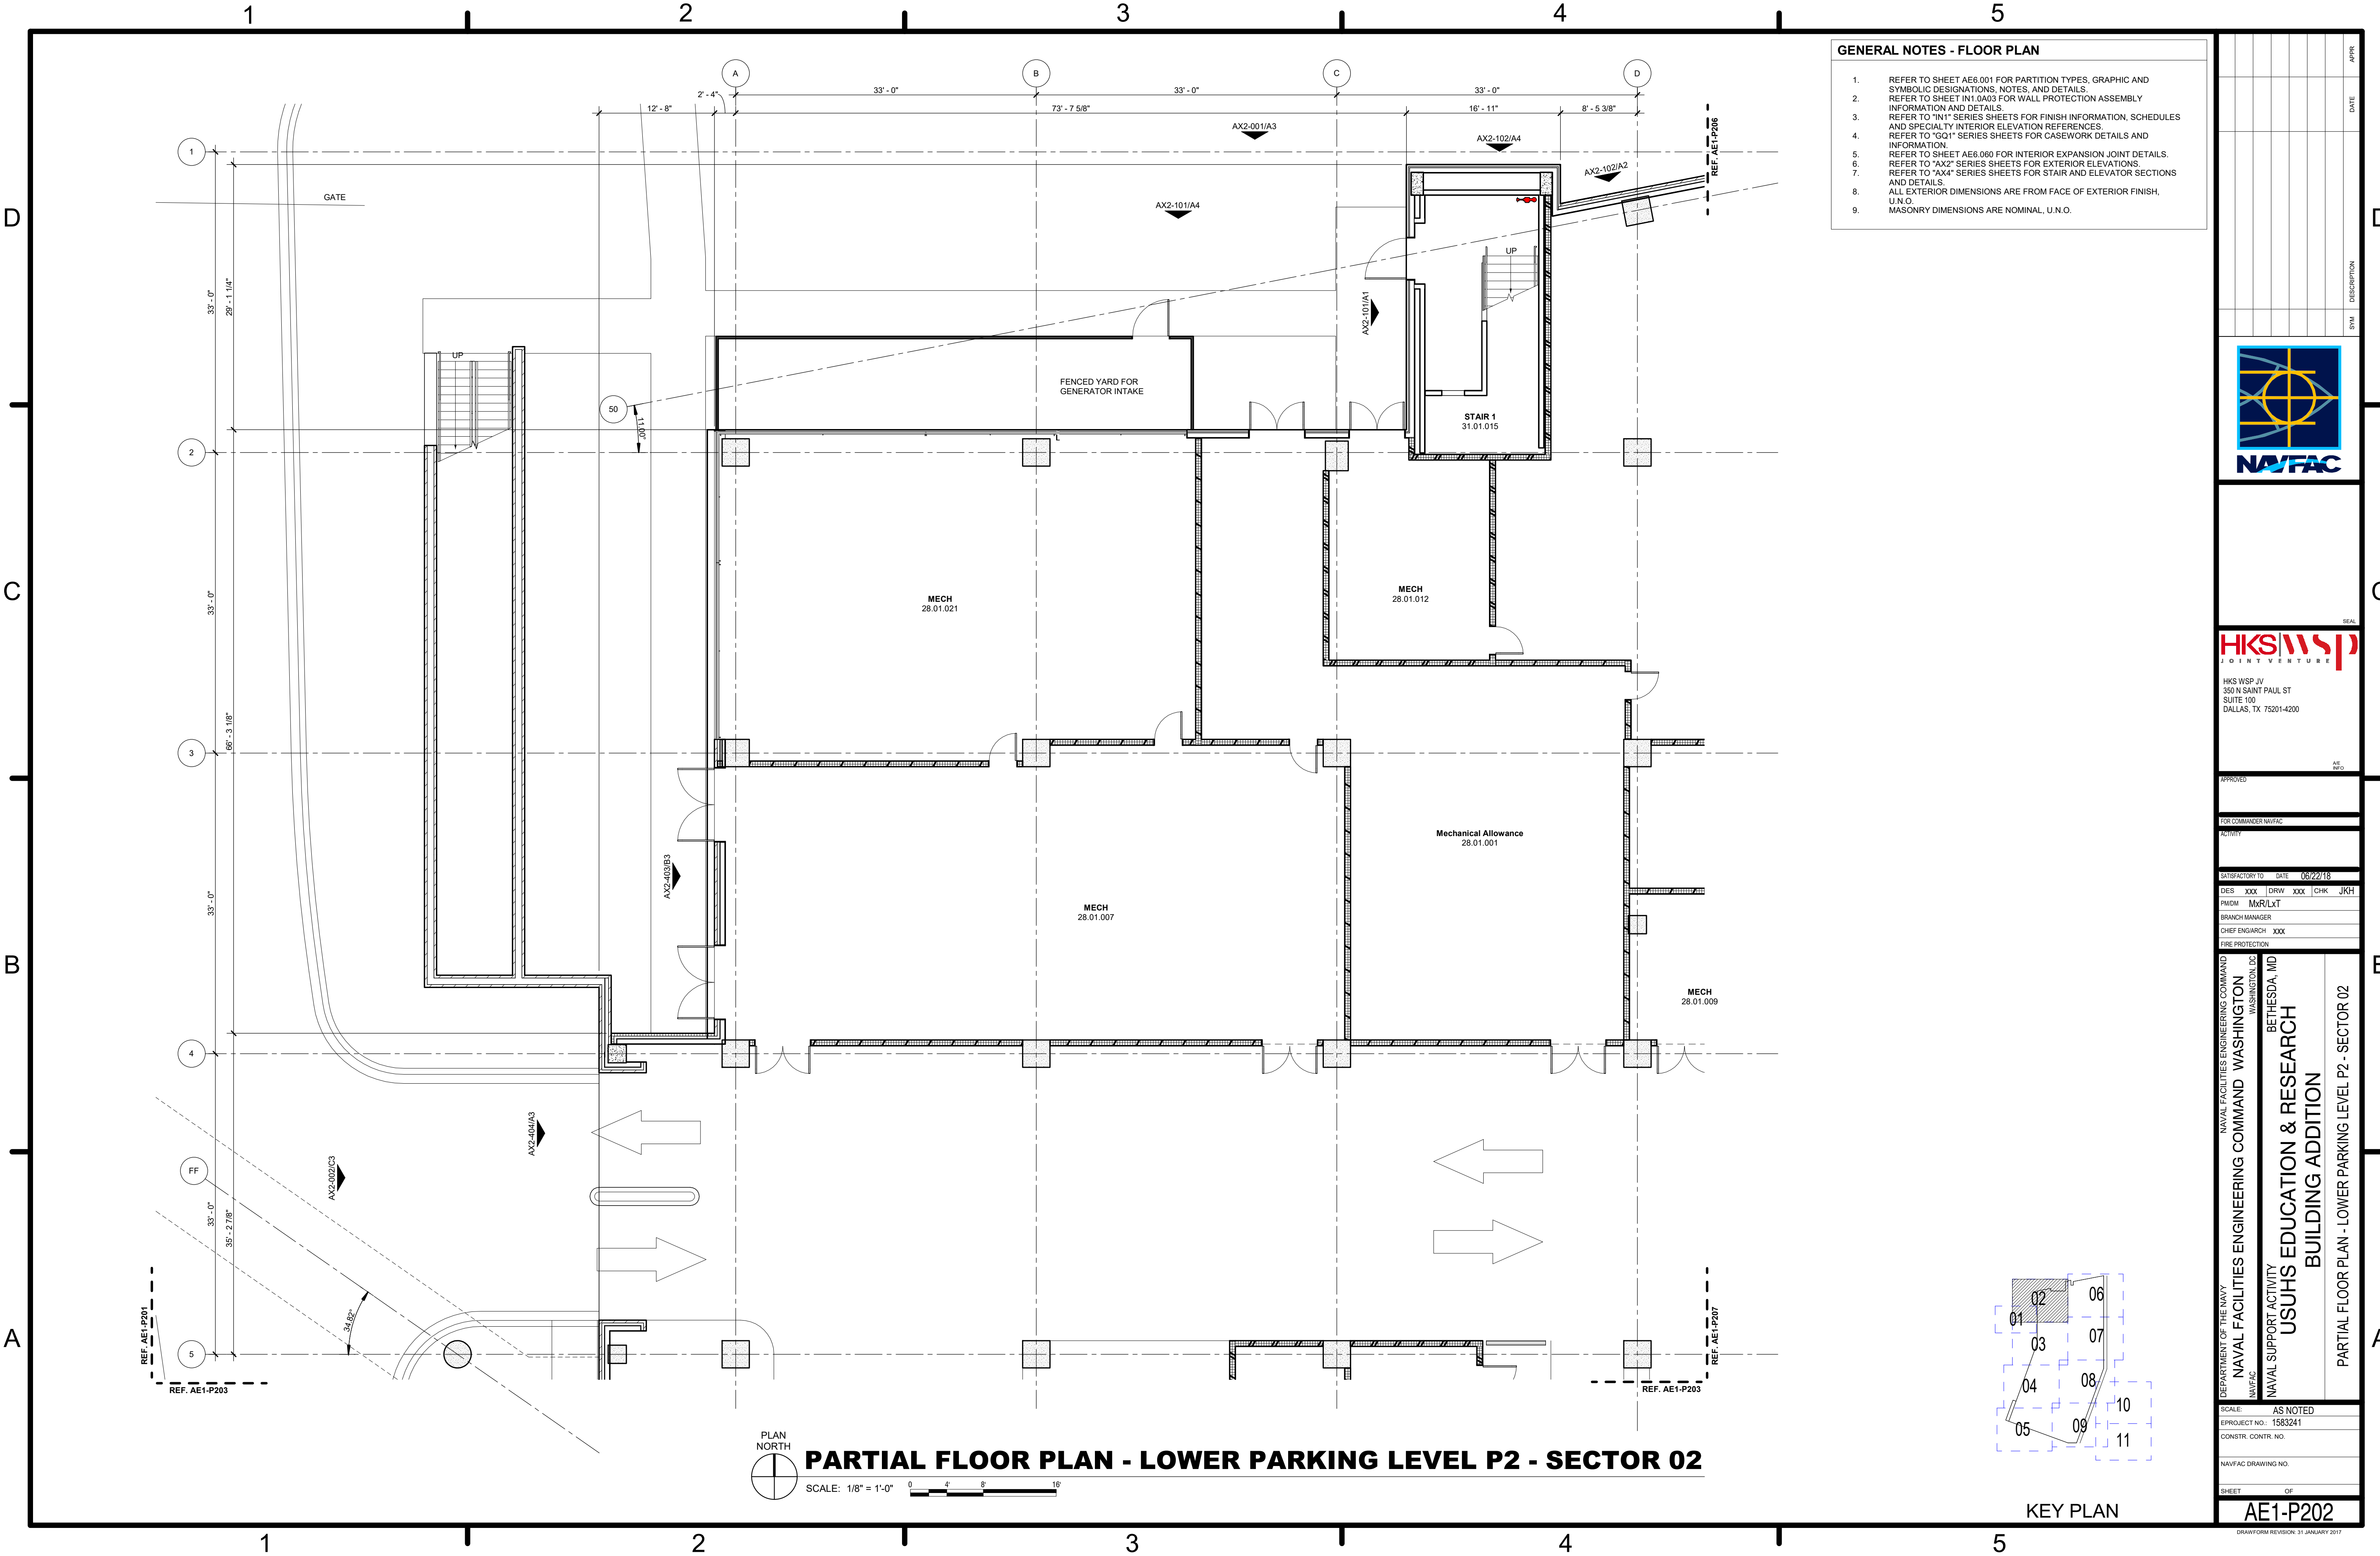 1 2 3 4 5
D
C
B
A
GENERAL NOTES - FLOOR PLAN
1. REFER TO SHEET AE6.001 FOR PARTITION TYPES, GRAPHIC AND
SYMBOLIC DESIGNATIONS, NOTES, AND DETAILS.
2. REFER TO SHEET IN1.0A03 FOR WALL PROTECTION ASSEMBLY
INFORMATION AND DETAILS.
3. REFER TO "IN1" SERIES SHEETS FOR FINISH INFORMATION, SCHEDULES
AND SPECIALTY INTERIOR ELEVATION REFERENCES.
4. REFER TO "GQ1" SERIES SHEETS FOR CASEWORK DETAILS AND
INFORMATION.
5. REFER TO SHEET AE6.060 FOR INTERIOR EXPANSION JOINT DETAILS.
6. REFER TO "AX2" SERIES SHEETS FOR EXTERIOR ELEVATIONS.
7. REFER TO "AX4" SERIES SHEETS FOR STAIR AND ELEVATOR SECTIONS
AND DETAILS.
8. ALL EXTERIOR DIMENSIONS ARE FROM FACE OF EXTERIOR FINISH,
U.N.O.
9. MASONRY DIMENSIONS ARE NOMINAL, U.N.O.
A B C D
33' - 0" 33' - 0" 33' - 0"
2' - 4"
12' - 8" 73' - 7 5/8" 16' - 11" 8' - 5 3/8"
AX2-001/A3
AX2-102/A4
AX2-102/A2
REF. AE1-P206
AX2-101/A4
AX2-101/A1
1
GATE
33' - 0"
29' - 1 1/4"
UP
UP
50
11.00°
FENCED YARD FOR
GENERATOR INTAKE
STAIR 1
31.01.015
2
33' - 0"
66' - 3 1/8"
MECH
28.01.021
MECH
28.01.012
3
33' - 0"
AX2-403/B3
Mechanical Allowance
28.01.001
MECH
28.01.007
MECH
28.01.009
4
AX2-404/A3
AX2-002/C3
FF
33' - 0"
35' - 2 7/8"
34.82°
5
REF. AE1-P201
REF. AE1-P203
REF. AE1-P207
REF. AE1-P203
PLAN
NORTH
PARTIAL FLOOR PLAN - LOWER PARKING LEVEL P2 - SECTOR 02
SCALE: 1/8" = 1'-0"
0 4' 8' 16'
01
02
03
04
05
06
07
08
09
10
11
KEY PLAN
APPR
DATE
DESCRIPTION
SYM
NAVFAC
SEAL
HKS WSP
JOINT VENTURE
HKS WSP JV
350 N SAINT PAUL ST
SUITE 100
DALLAS, TX 75201-4200
A/E
INFO
APPROVED
FOR COMMANDER NAVFAC
ACTIVITY
SATISFACTORY TO DATE 06/22/18
DES XXX DRW XXX CHK JKH
PM/DM MxR/LxT
BRANCH MANAGER
CHIEF ENG/ARCH XXX
FIRE PROTECTION
DEPARTMENT OF THE NAVY NAVAL FACILITIES ENGINEERING COMMAND
NAVAL FACILITIES ENGINEERING COMMAND WASHINGTON
NAVFAC WASHINGTON, DC
NAVAL SUPPORT ACTIVITY BETHESDA, MD
USUHS EDUCATION & RESEARCH
BUILDING ADDITION
PARTIAL FLOOR PLAN - LOWER PARKING LEVEL P2 - SECTOR 02
SCALE: AS NOTED
EPROJECT NO.: 1583241
CONSTR. CONTR. NO.
NAVFAC DRAWING NO.
SHEET OF
AE1-P202
DRAWFORM REVISION: 31 JANUARY 2017
1 2 3 4 5